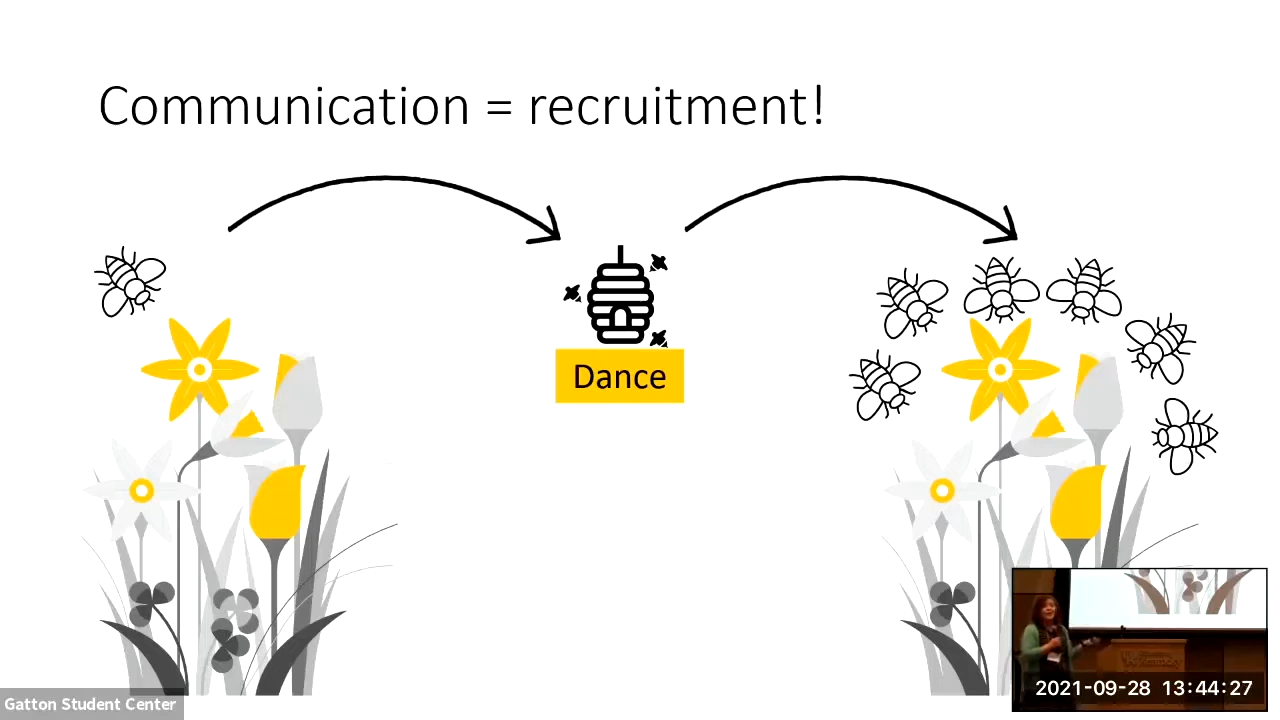 Communication = recruitment!
Dance
2021-09-28 13:44:27
Gatton Student Center